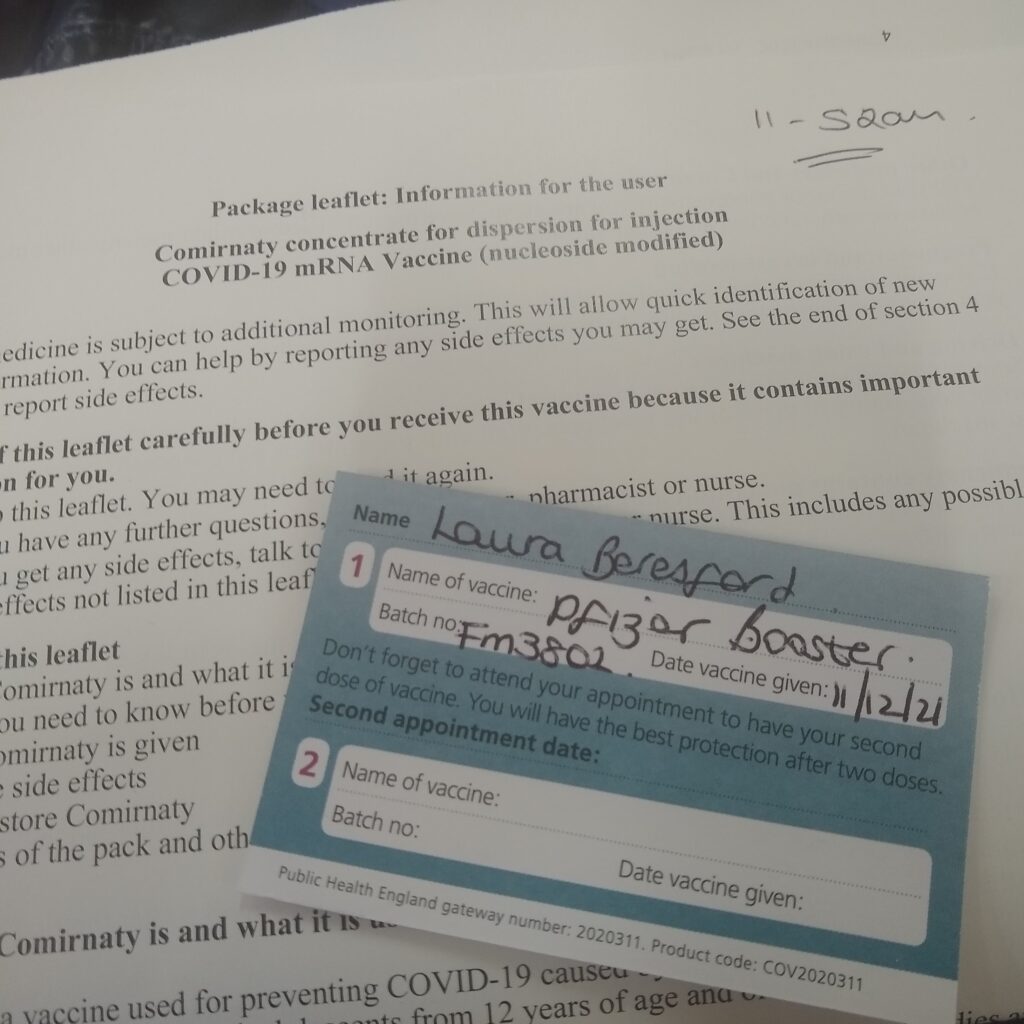 4
11-52am.
Package leaflet: Information for the user
Comirnaty concentrate for dispersion for injection
COVID-19 mRNA Vaccine (nucleoside modified)
edicine is subject to additional monitoring. This will allow quick identification of new
rmation. You can help by reporting any side effects you may get. See the end of section 4
report side effects.
f this leaflet carefully before you receive this vaccine because it contains important
n for you.
this leaflet. You may need to d it again.
u have any further questions, pharmacist or nurse.
u get any side effects, talk to nurse. This includes any possibl
effects not listed in this leaf
this leaflet
omirnaty is and what it i
ou need to know before
omirnaty is given
e side effects
store Comirnaty
s of the pack and oth
Comirnaty is and what it is u
a vaccine used for preventing COVID-19 caused
nts from 12 years of age and
Name Laura Beresford
1 Name of vaccine: Pfizar Booster.
Batch no: Fm3802. Date vaccine given: 11/12/21
Don't forget to attend your appointment to have your second
dose of vaccine. You will have the best protection after two doses.
Second appointment date:
2 Name of vaccine:
Batch no:
Date vaccine given:
Public Health England gateway number: 2020311. Product code: COV2020311